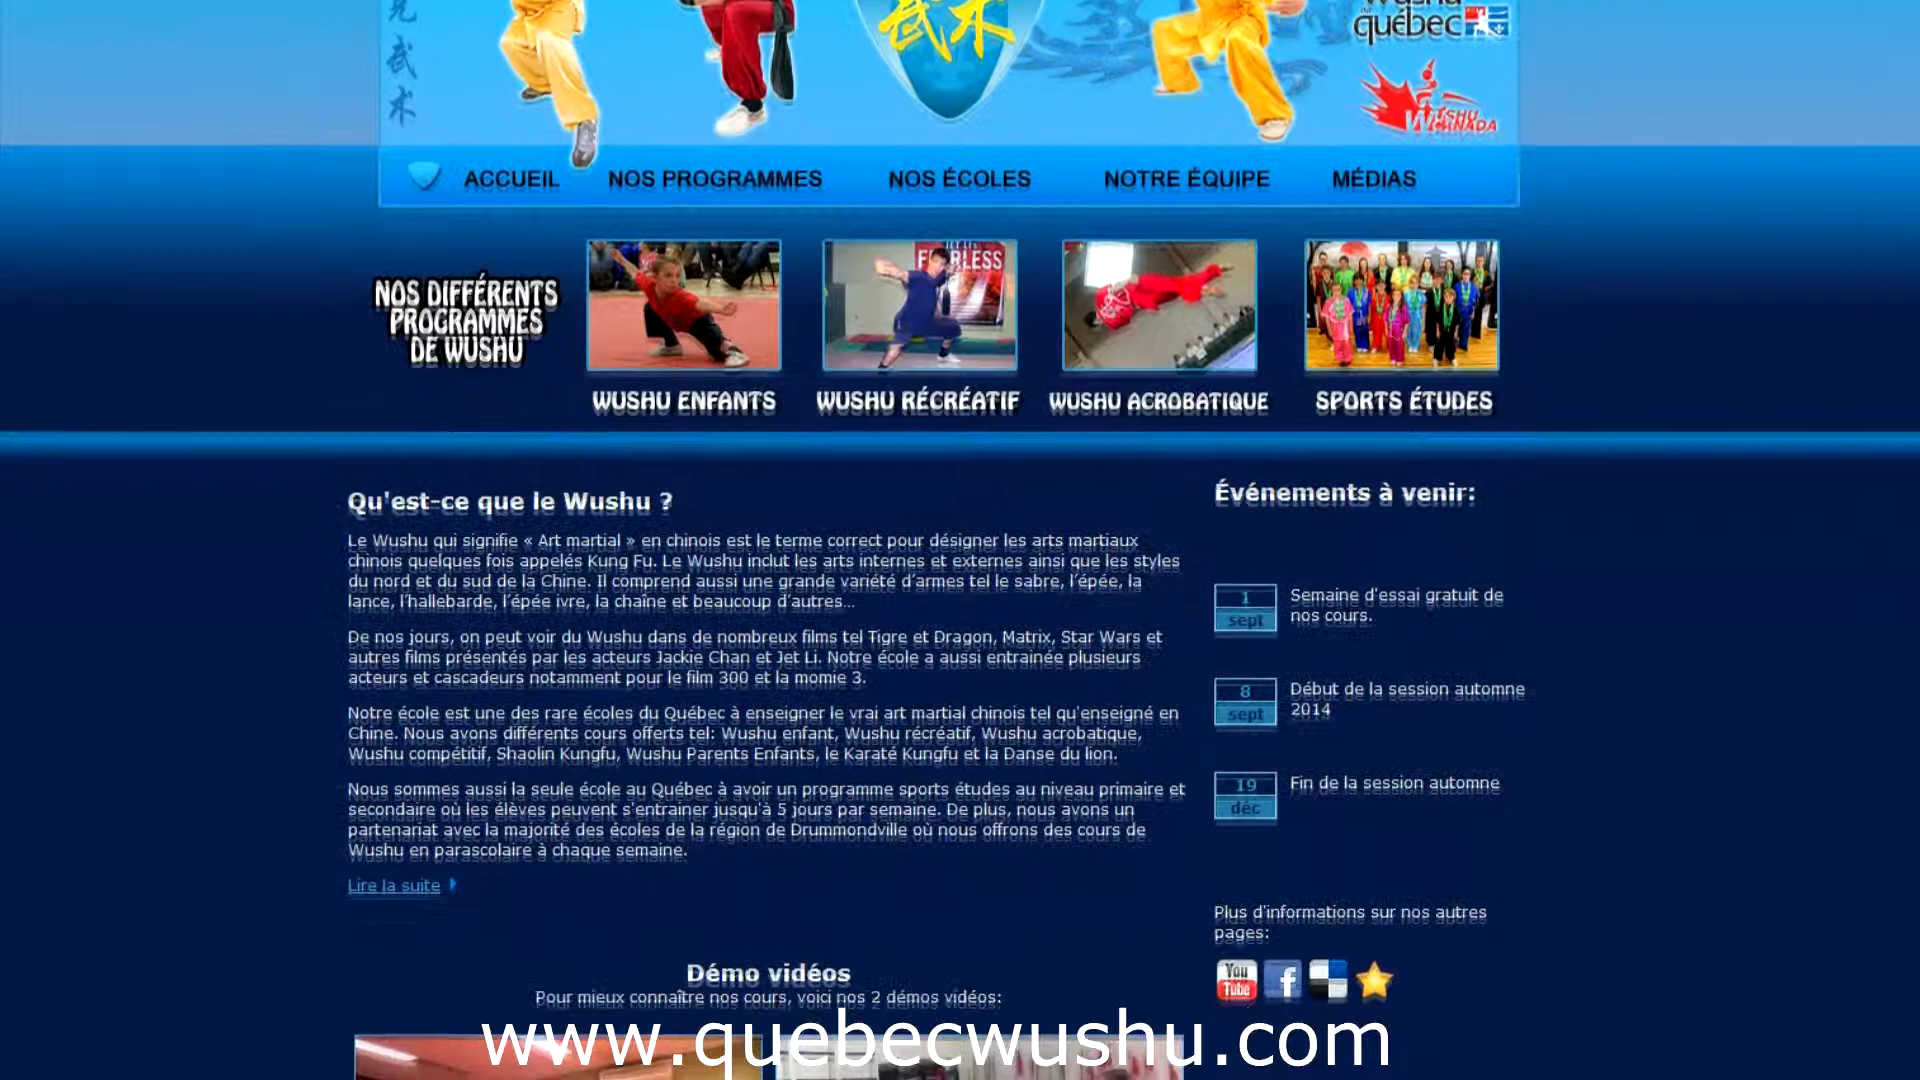 武
术
武术
québec
WUSHU
CANADA
ACCUEIL
NOS PROGRAMMES
NOS ÉCOLES
NOTRE ÉQUIPE
MÉDIAS
NOS DIFFÉRENTS
PROGRAMMES
DE WUSHU
FEARLESS
WUSHU ENFANTS
WUSHU RÉCRÉATIF
WUSHU ACROBATIQUE
SPORTS ÉTUDES
Qu'est-ce que le Wushu ?
Le Wushu qui signifie « Art martial » en chinois est le terme correct pour désigner les arts martiaux
chinois quelques fois appelés Kung Fu. Le Wushu inclut les arts internes et externes ainsi que les styles
du nord et du sud de la Chine. Il comprend aussi une grande variété d’armes tel le sabre, l’épée, la
lance, l’hallebarde, l’épée ivre, la chaîne et beaucoup d’autres...
De nos jours, on peut voir du Wushu dans de nombreux films tel Tigre et Dragon, Matrix, Star Wars et
autres films présentés par les acteurs Jackie Chan et Jet Li. Notre école a aussi entrainée plusieurs
acteurs et cascadeurs notamment pour le film 300 et la momie 3.
Notre école est une des rare écoles du Québec à enseigner le vrai art martial chinois tel qu'enseigné en
Chine. Nous avons différents cours offerts tel: Wushu enfant, Wushu récréatif, Wushu acrobatique,
Wushu compétitif, Shaolin Kungfu, Wushu Parents Enfants, le Karaté Kungfu et la Danse du lion.
Nous sommes aussi la seule école au Québec à avoir un programme sports études au niveau primaire et
secondaire où les élèves peuvent s'entrainer jusqu'à 5 jours par semaine. De plus, nous avons un
partenariat avec la majorité des écoles de la région de Drummondville où nous offrons des cours de
Wushu en parascolaire à chaque semaine.
Lire la suite
Événements à venir:
1
sept
Semaine d'essai gratuit de
nos cours.
8
sept
Début de la session automne
2014
19
déc
Fin de la session automne
Plus d'informations sur nos autres
pages:
You
Tube
f
Démo vidéos
Pour mieux connaître nos cours, voici nos 2 démos vidéos:
www.quebecwushu.com